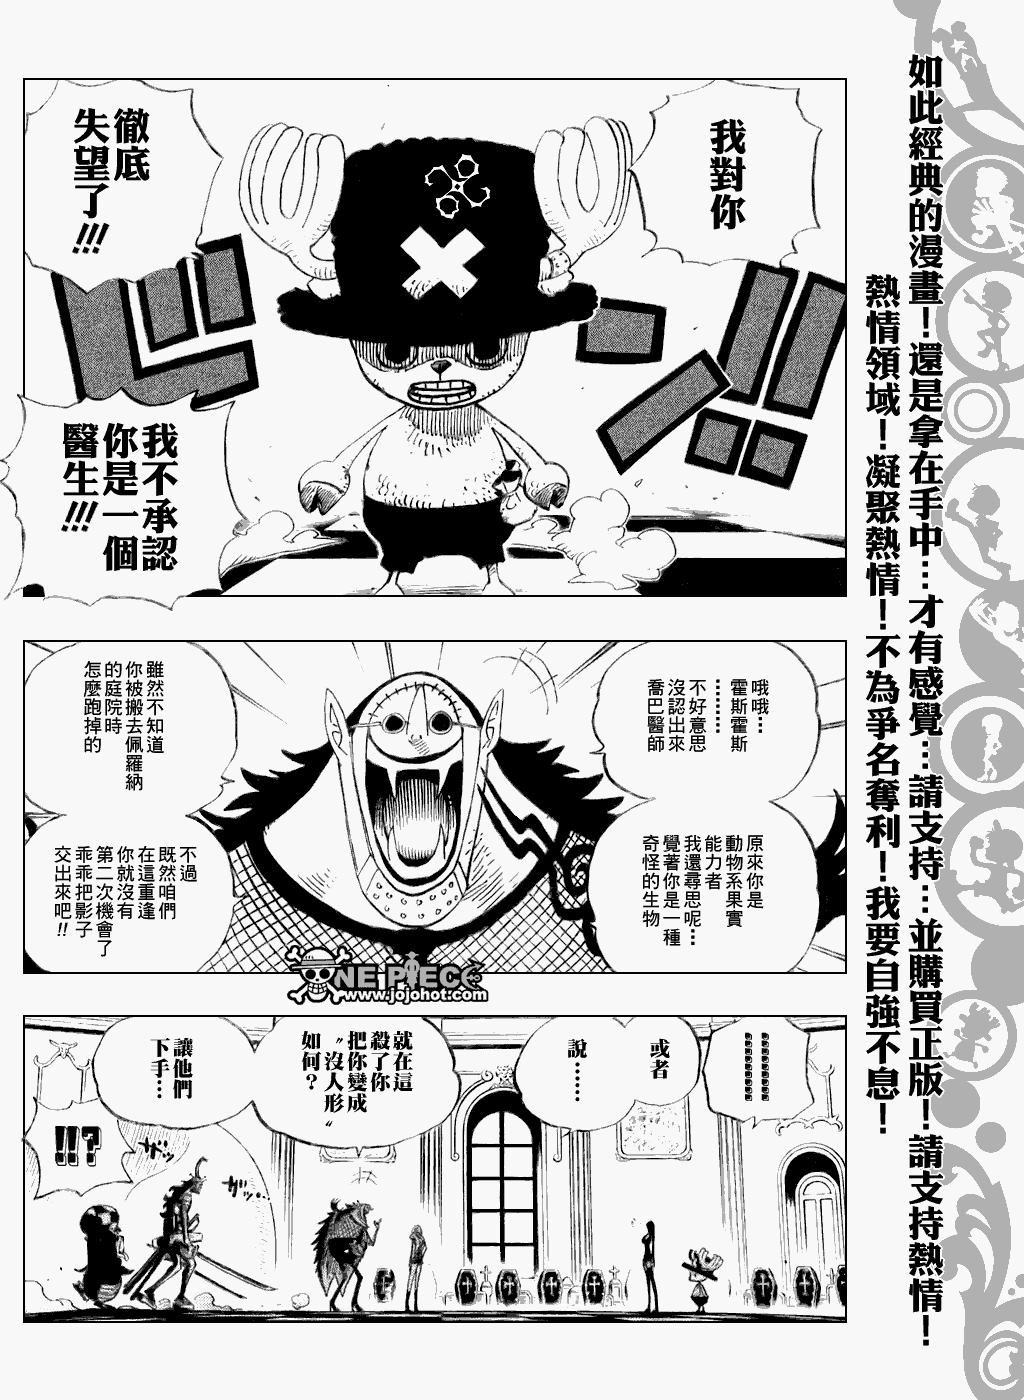 如此經典的漫畫！還是拿在手中…才有感覺…請支持…並購買正版！請支持熱情！
熱情領域！凝聚熱情！不為爭名奪利！我要自強不息！
我對你
徹底
失望了!!!
我不承認
你是一個
醫生!!!
哦哦…
霍斯霍斯
………
不好意思
沒認出來
喬巴醫師
原來你是
動物系果實
能力者
我還尋思呢…
覺著你是一種
奇怪的生物
雖然不知道
你被搬去佩羅納
的庭院時
怎麼跑掉的
不過
既然咱們
在這重逢
你就沒有
第二次機會了
乖乖把影子
交出來吧!!
ONE PIECE
www.jojohot.com
或者
說……
就在這
殺了你
把你變成
〝沒人形〞
如何？
讓他們
下手…
!!?
ザッ…
ザッ…